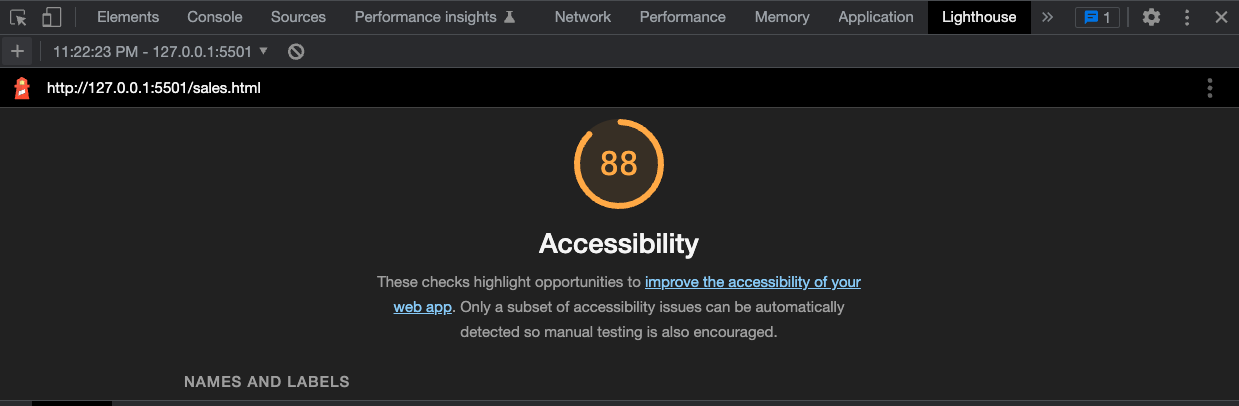 Elements Console Sources Performance insights Network Performance Memory Application Lighthouse » 1
11:22:23 PM - 127.0.0.1:5501
http://127.0.0.1:5501/sales.html
88
Accessibility
These checks highlight opportunities to improve the accessibility of your
web app. Only a subset of accessibility issues can be automatically
detected so manual testing is also encouraged.
NAMES AND LABELS